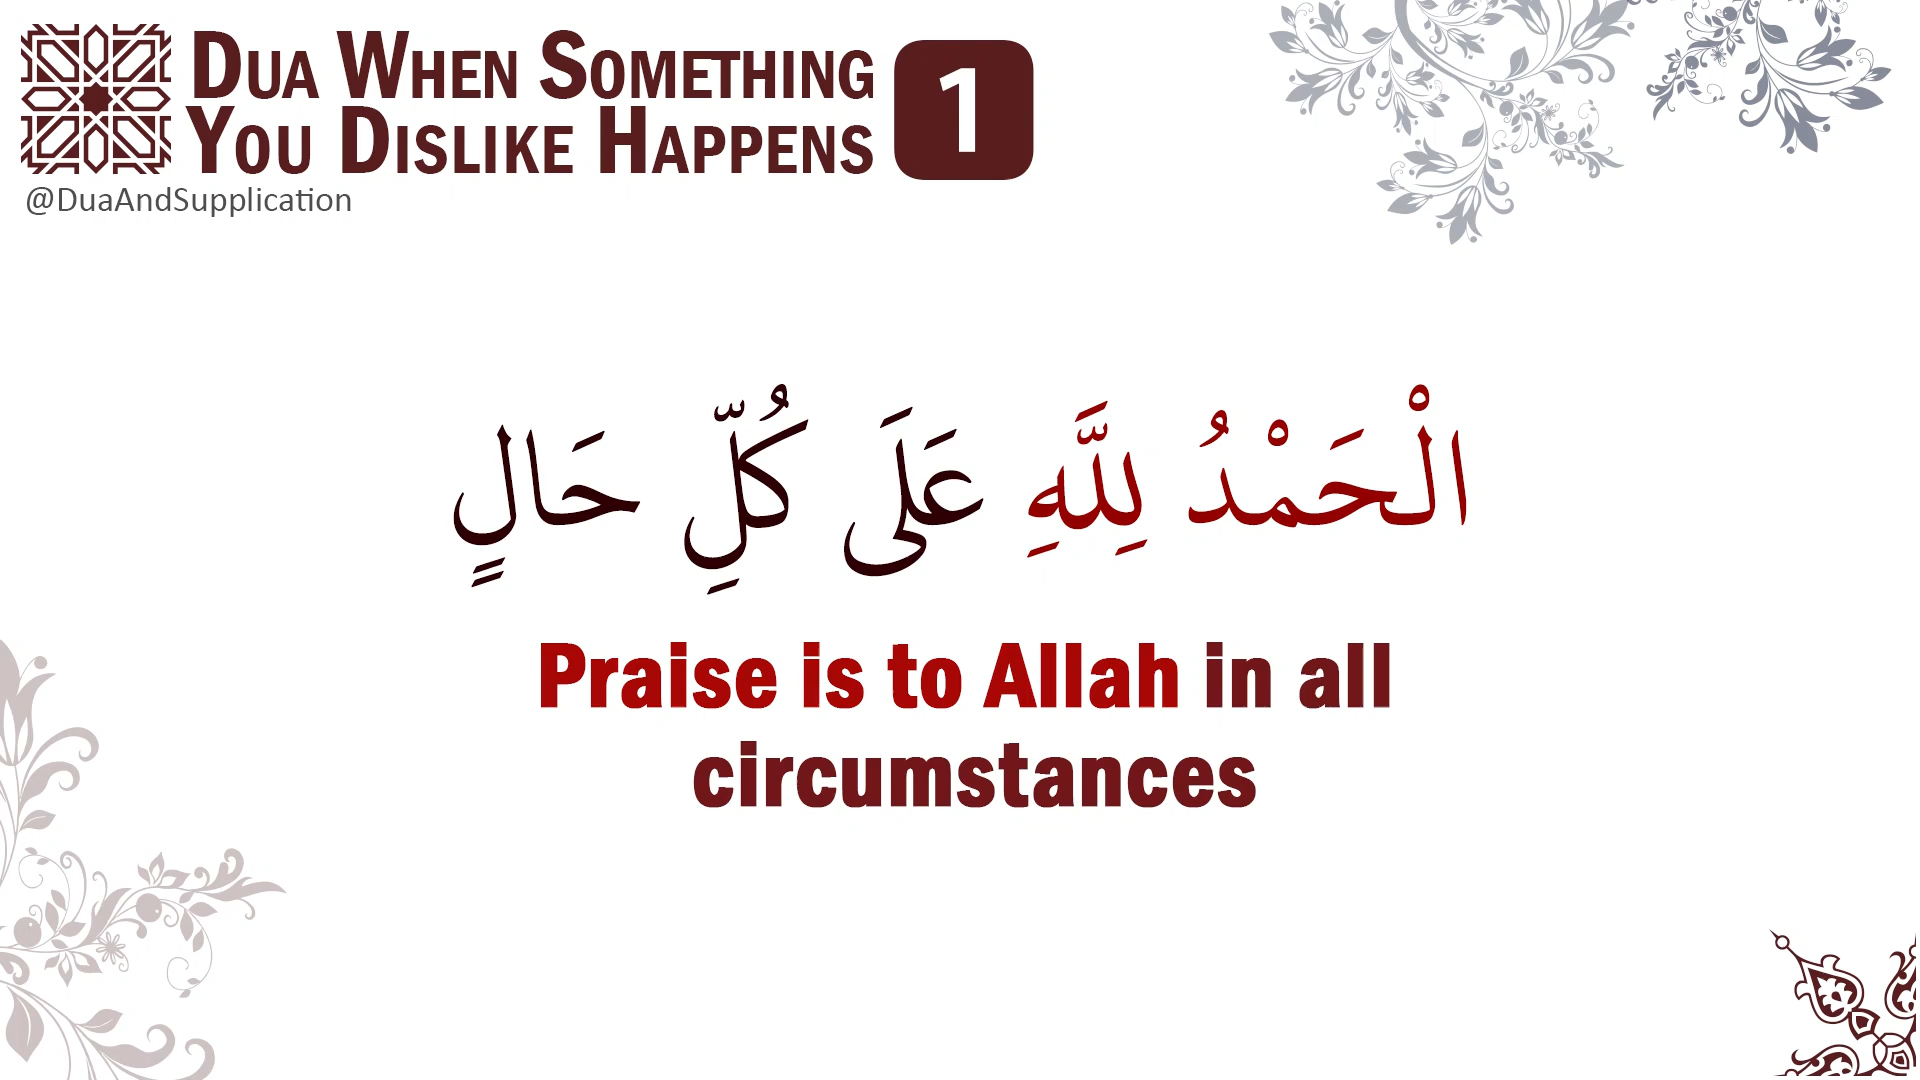 Dua When Something
You Dislike Happens
1
@DuaAndSupplication
الْحَمْدُ لِلَّهِ عَلَى كُلِّ حَالٍ
Praise is to Allah in all
circumstances